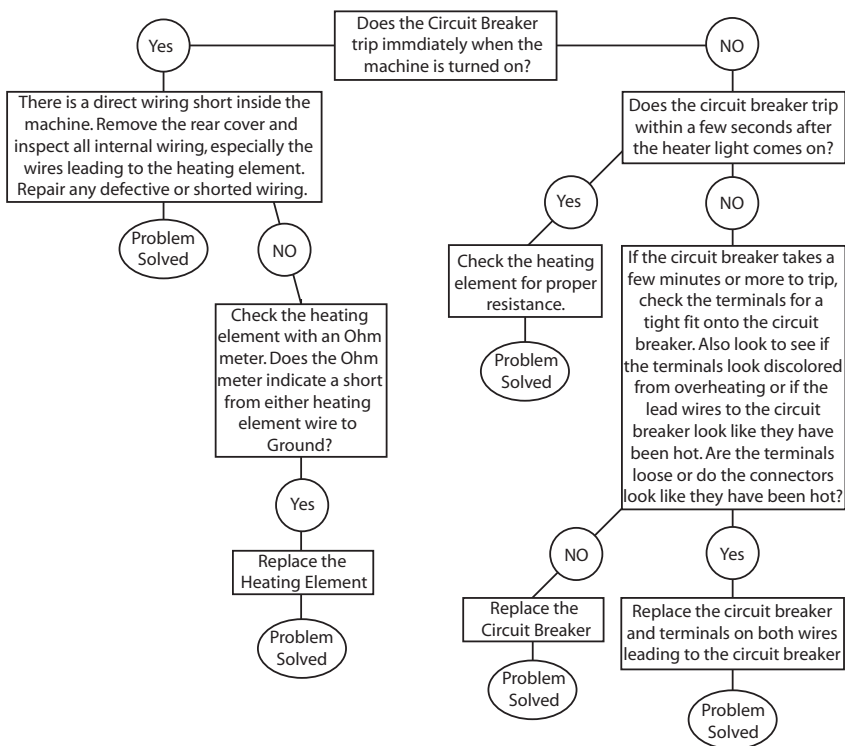 Does the Circuit Breaker
trip immdiately when the
machine is turned on?
Yes
NO
There is a direct wiring short inside the
machine. Remove the rear cover and
inspect all internal wiring, especially the
wires leading to the heating element.
Repair any defective or shorted wiring.
Problem
Solved
NO
Check the heating
element with an Ohm
meter. Does the Ohm
meter indicate a short
from either heating
element wire to
Ground?
Yes
Replace the
Heating Element
Problem
Solved
Does the circuit breaker trip
within a few seconds after
the heater light comes on?
Yes
Check the heating
element for proper
resistance.
Problem
Solved
NO
If the circuit breaker takes a
few minutes or more to trip,
check the terminals for a
tight fit onto the circuit
breaker. Also look to see if
the terminals look discolored
from overheating or if the
lead wires to the circuit
breaker look like they have
been hot. Are the terminals
loose or do the connectors
look like they have been hot?
NO
Replace the
Circuit Breaker
Problem
Solved
Yes
Replace the circuit breaker
and terminals on both wires
leading to the circuit breaker
Problem
Solved